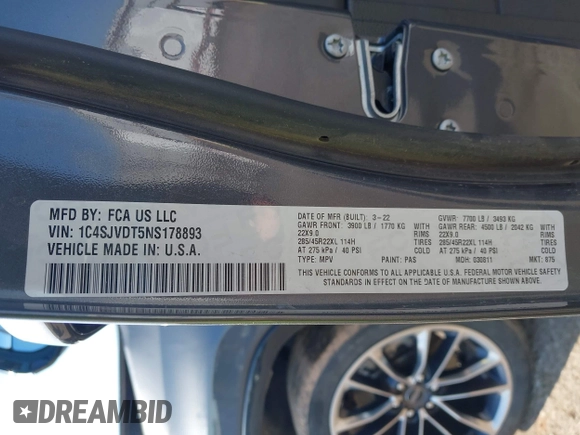 MFD BY: FCA US LLC
VIN: 1C4SJVDT5NS178893
VEHICLE MADE IN: U.S.A.
DATE OF MFR (BUILT): 3-22
GAWR FRONT: 3900 LB / 1770 KG
WITH RIMS
22X9.0
285/45R22XL 114H
AT 275 kPa / 40 PSI COLD
TYPE: MPV
GVWR: 7700 LB / 3493 KG
GAWR REAR: 4500 LB / 2042 KG
WITH RIMS
22X9.0
285/45R22XL 114H
AT 275 kPa / 40 PSI COLD
PAINT: PAS MDH: 030811 MKT: 875
THIS VEHICLE CONFORMS TO ALL APPLICABLE U.S.A. FEDERAL MOTOR VEHICLE SAFETY
STANDARDS IN EFFECT ON THE DATE OF MANUFACTURE SHOWN ABOVE.
DREAMBID